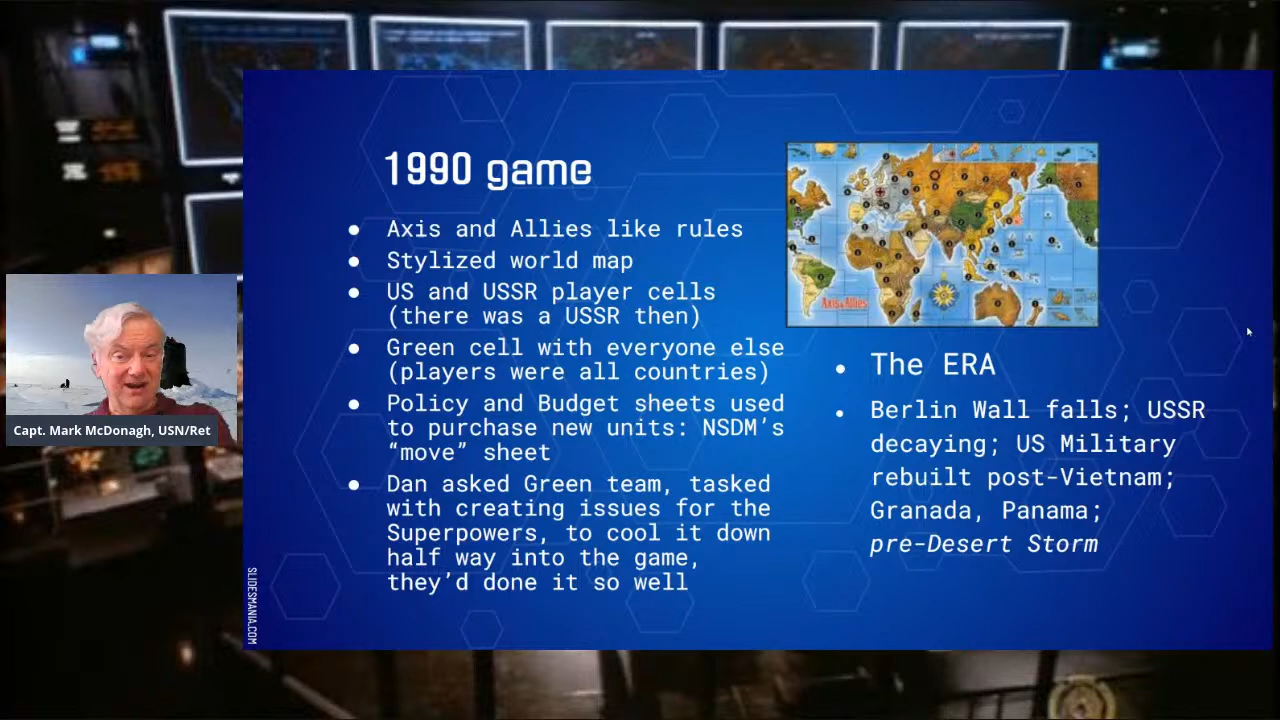 1990 game
● Axis and Allies like rules
● Stylized world map
● US and USSR player cells
(there was a USSR then)
● Green cell with everyone else
(players were all countries)
● Policy and Budget sheets used
to purchase new units: NSDM’s
“move” sheet
● Dan asked Green team, tasked
with creating issues for the
Superpowers, to cool it down
half way into the game,
they’d done it so well
Axis & Allies
● The ERA
● Berlin Wall falls; USSR
decaying; US Military
rebuilt post-Vietnam;
Granada, Panama;
pre-Desert Storm
Capt. Mark McDonagh, USN/Ret
SLIDESMANIA.COM